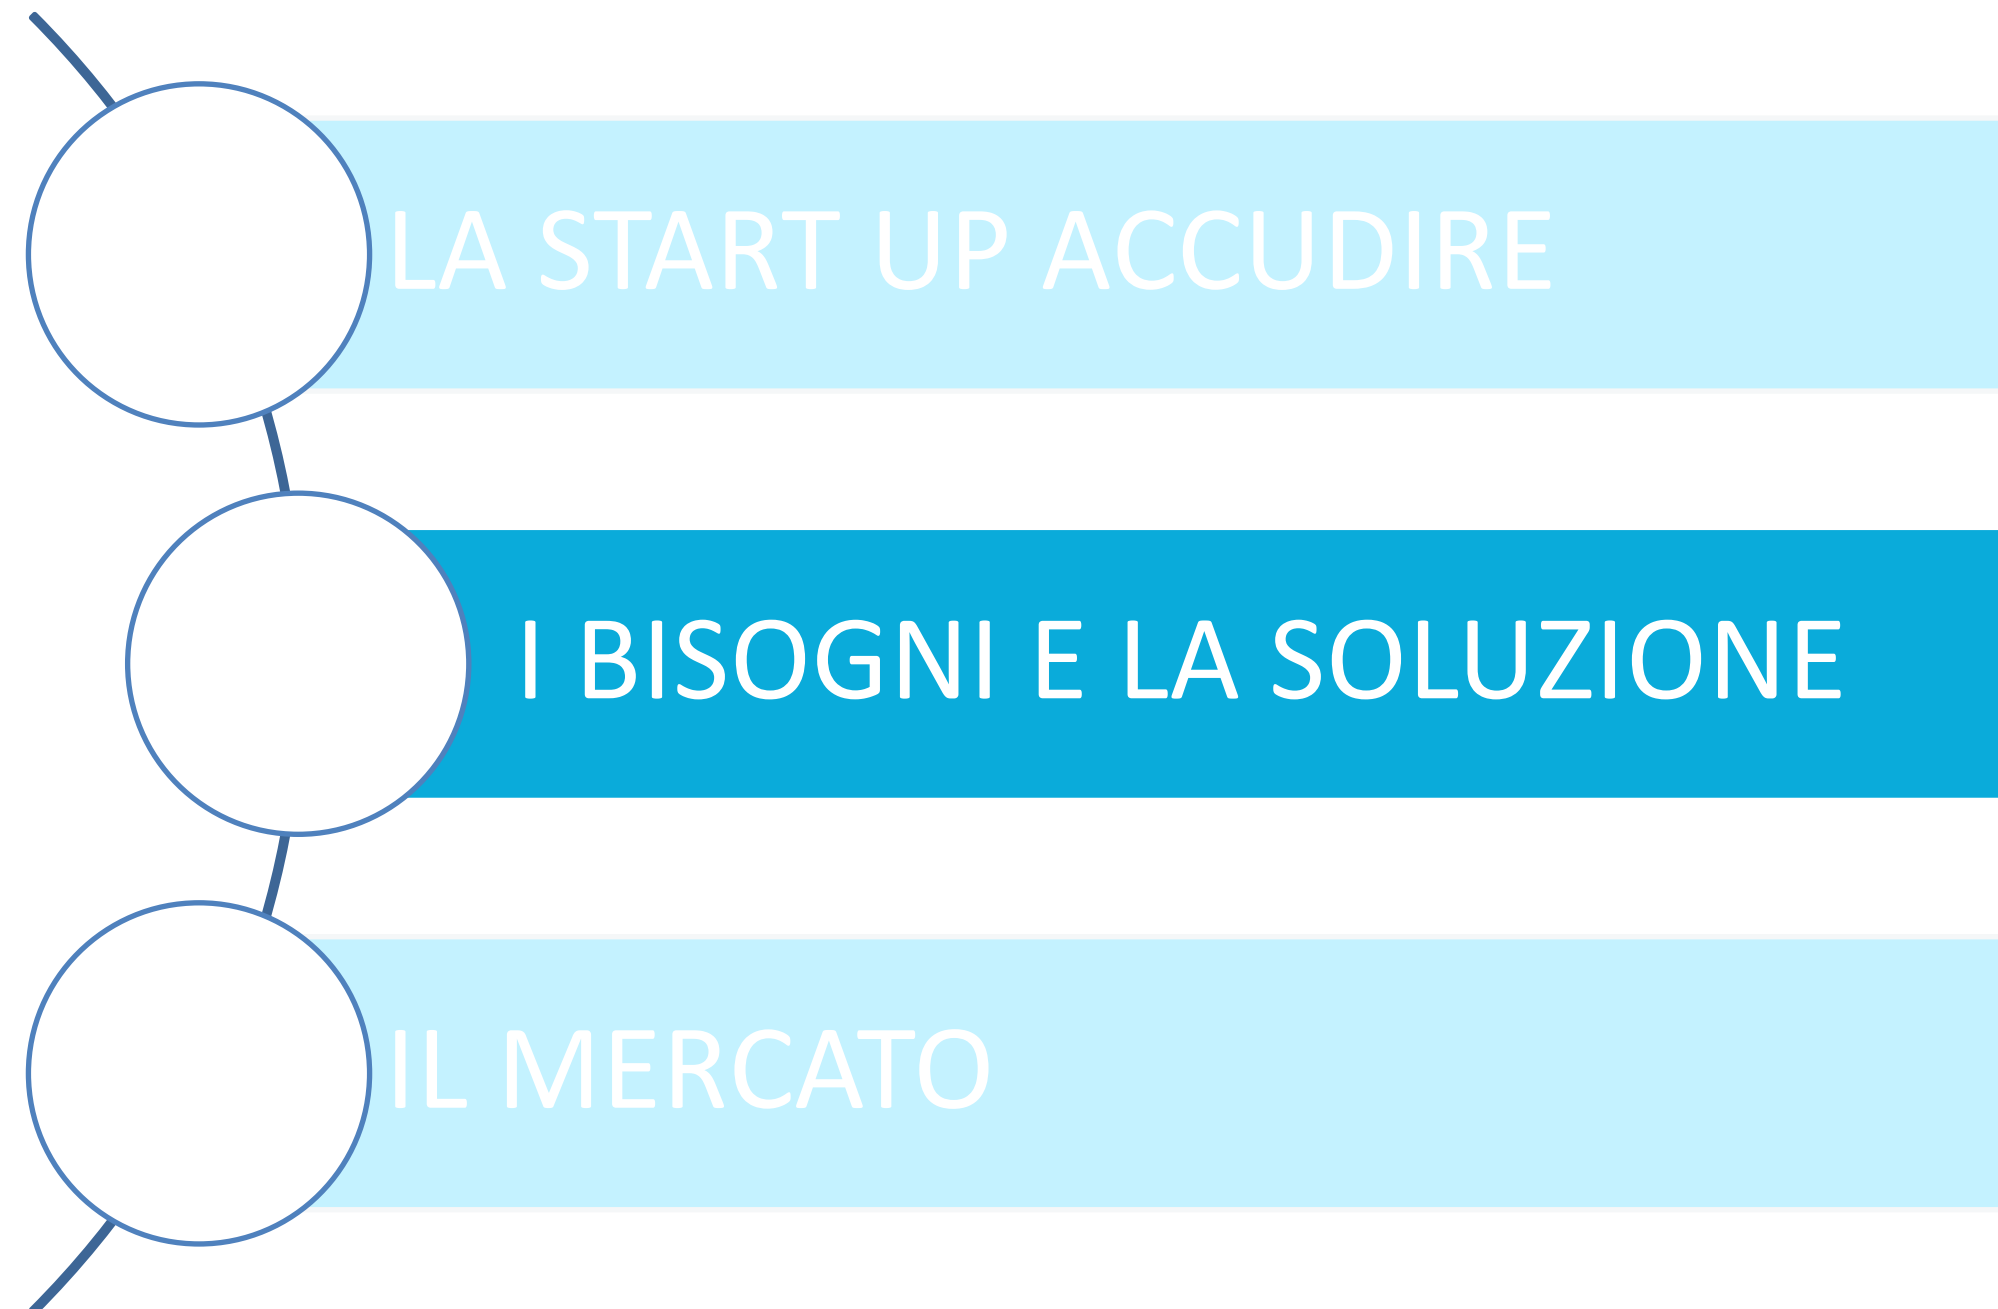 LA START UP ACCUDIRE
I BISOGNI E LA SOLUZIONE
IL MERCATO